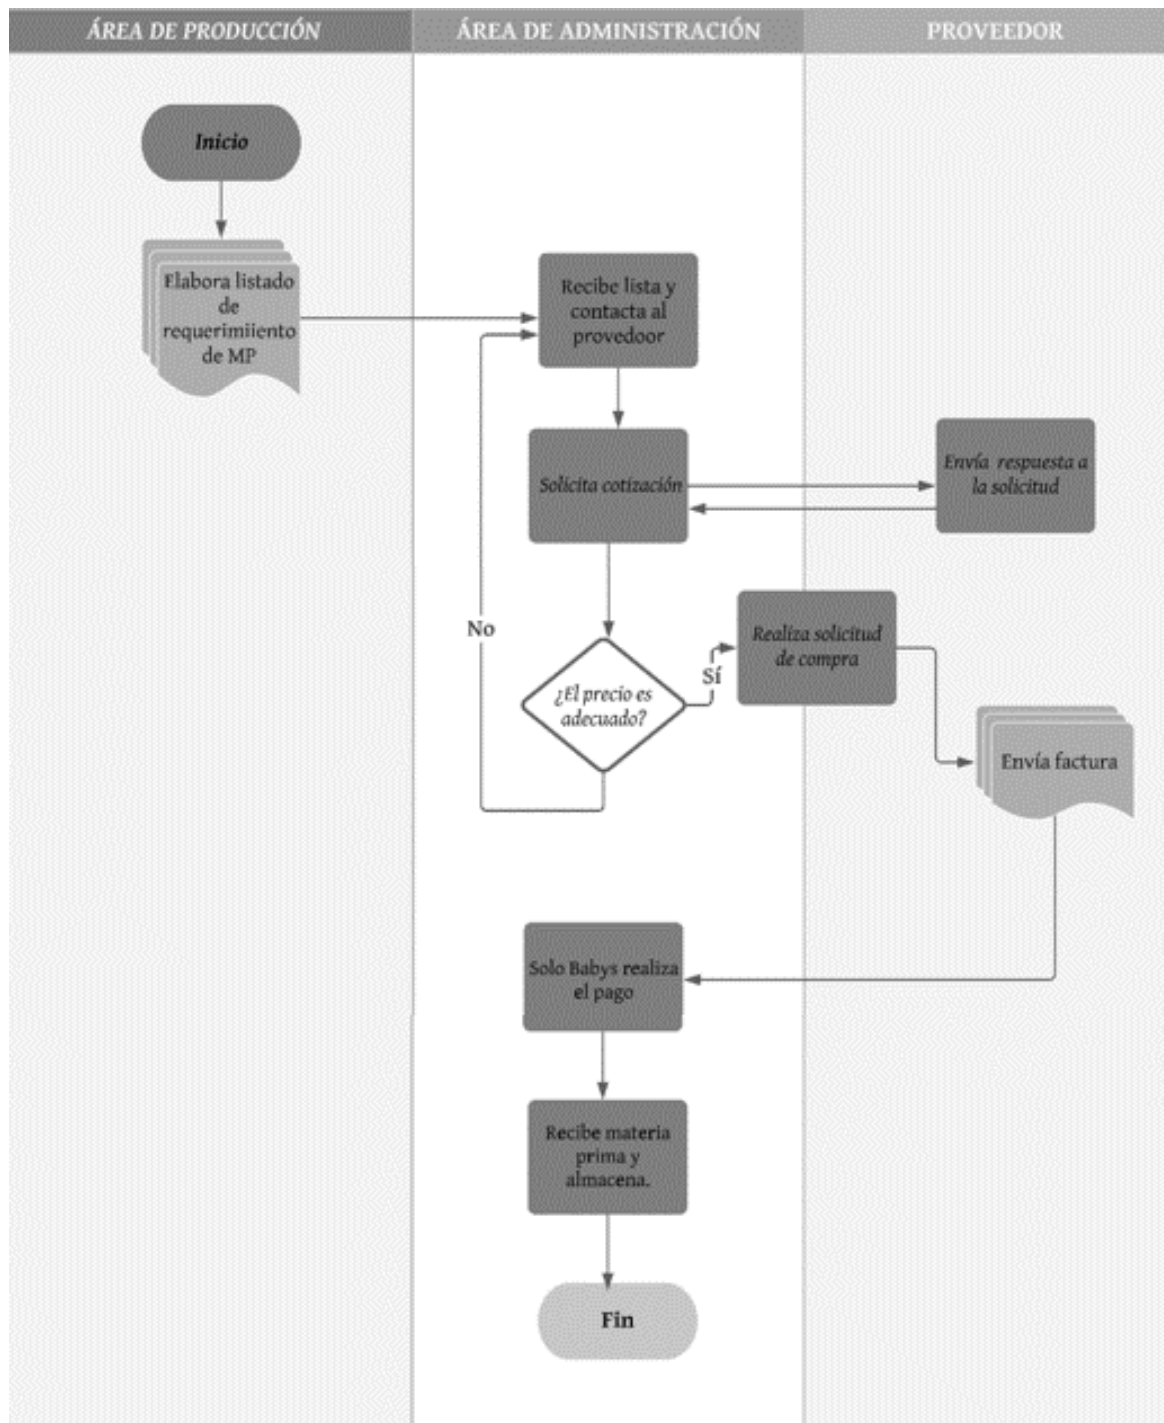 ÁREA DE PRODUCCIÓN
ÁREA DE ADMINISTRACIÓN
PROVEEDOR
Inicio
Elabora listado
de
requerimiiento
de MP
Recibe lista y
contacta al
provedoor
Solicita cotización
Envía respuesta a
la solicitud
No
¿El precio es
adecuado?
Sí
Realiza solicitud
de compra
Envía factura
Solo Babys realiza
el pago
Recibe materia
prima y
almacena.
Fin